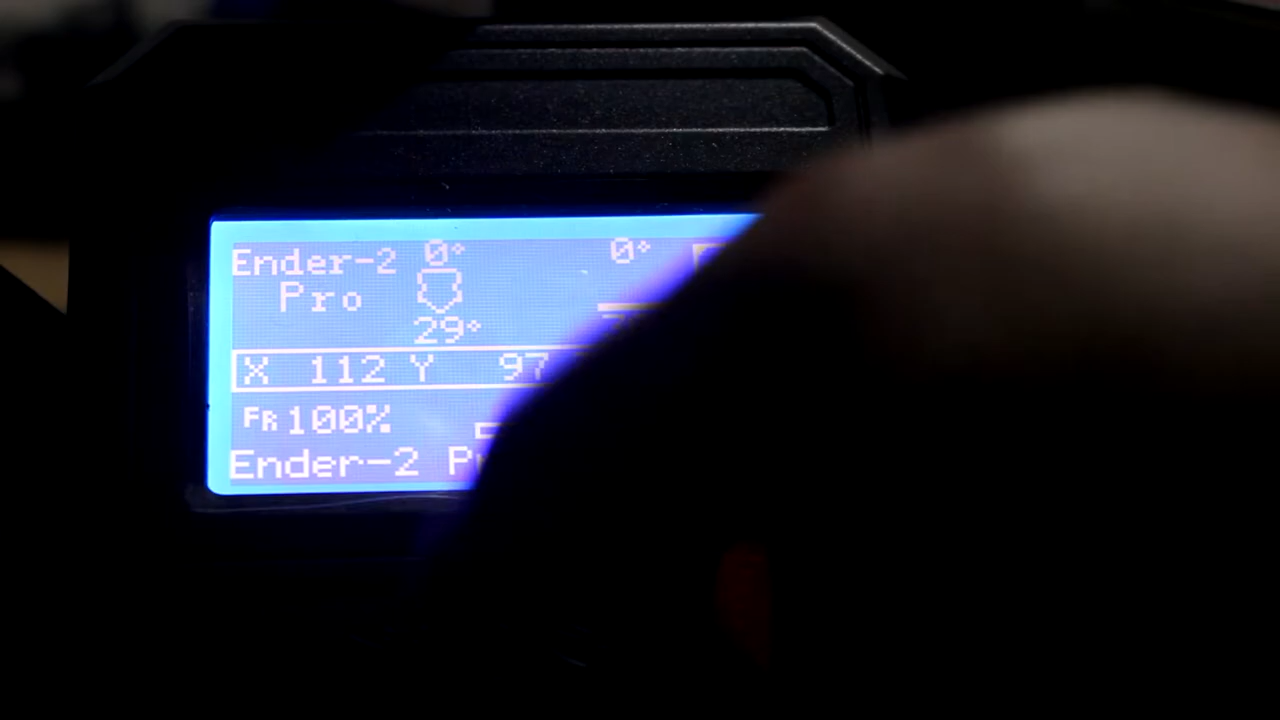 Ender-2 0° 0°
Pro
29°
X 112 Y 97
FR 100%
Ender-2